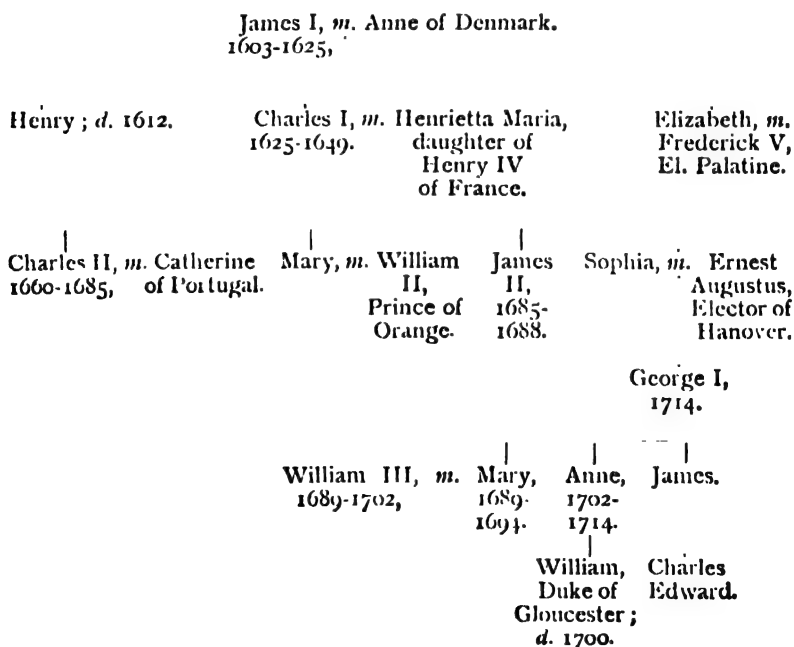 James I, m. Anne of Denmark.
1603-1625,
Henry ; d. 1612.
Charles I, m. Henrietta Maria,
1625-1649. daughter of
Henry IV
of France.
Elizabeth, m.
Frederick V,
El. Palatine.
Charles II, m. Catherine
1660-1685, of Portugal.
Mary, m. William
II,
Prince of
Orange.
James
II,
1685-
1688.
Sophia, m. Ernest
Augustus,
Elector of
Hanover.
George I,
1714.
William III, m. Mary,
1689-1702, 1689-
1694.
Anne,
1702-
1714.
James.
William,
Duke of
Gloucester ;
d. 1700.
Charles
Edward.